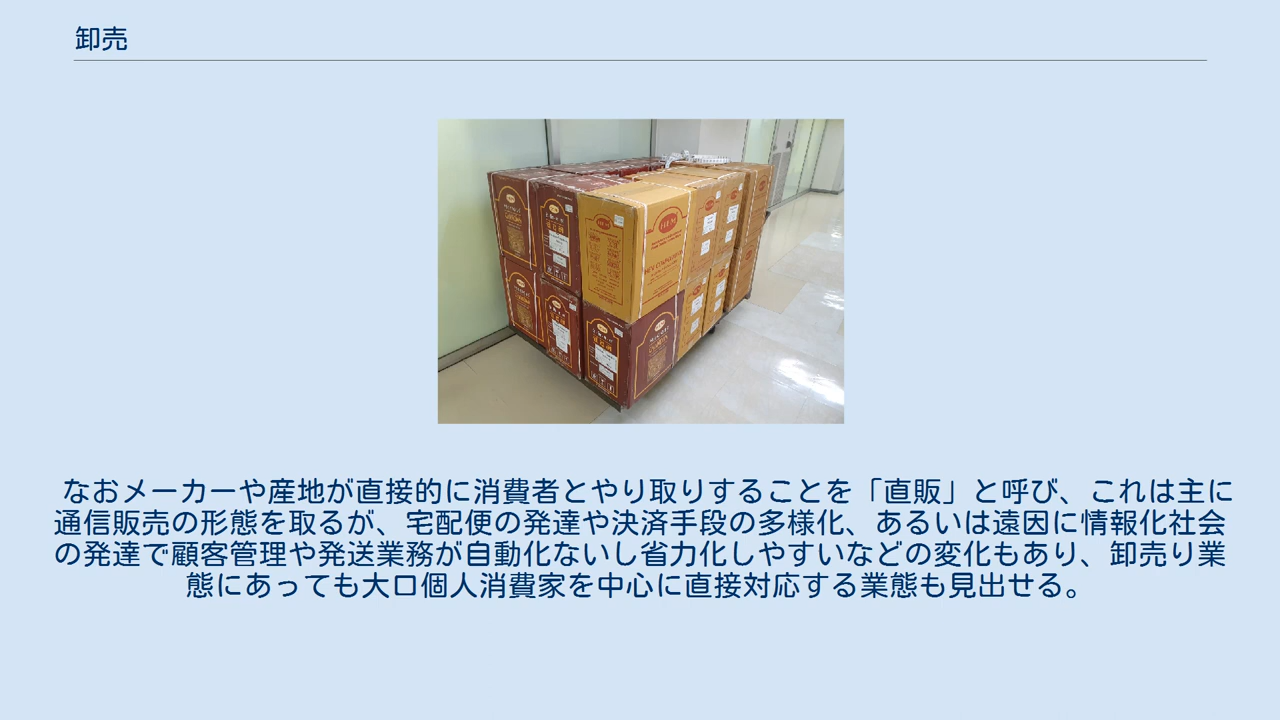 卸売
なおメーカーや産地が直接的に消費者とやり取りすることを「直販」と呼び、これは主に
通信販売の形態を取るが、宅配便の発達や決済手段の多様化、あるいは遠因に情報化社会
の発達で顧客管理や発送業務が自動化ないし省力化しやすいなどの変化もあり、卸売り業
態にあっても大口個人消費家を中心に直接対応する業態も見出せる。